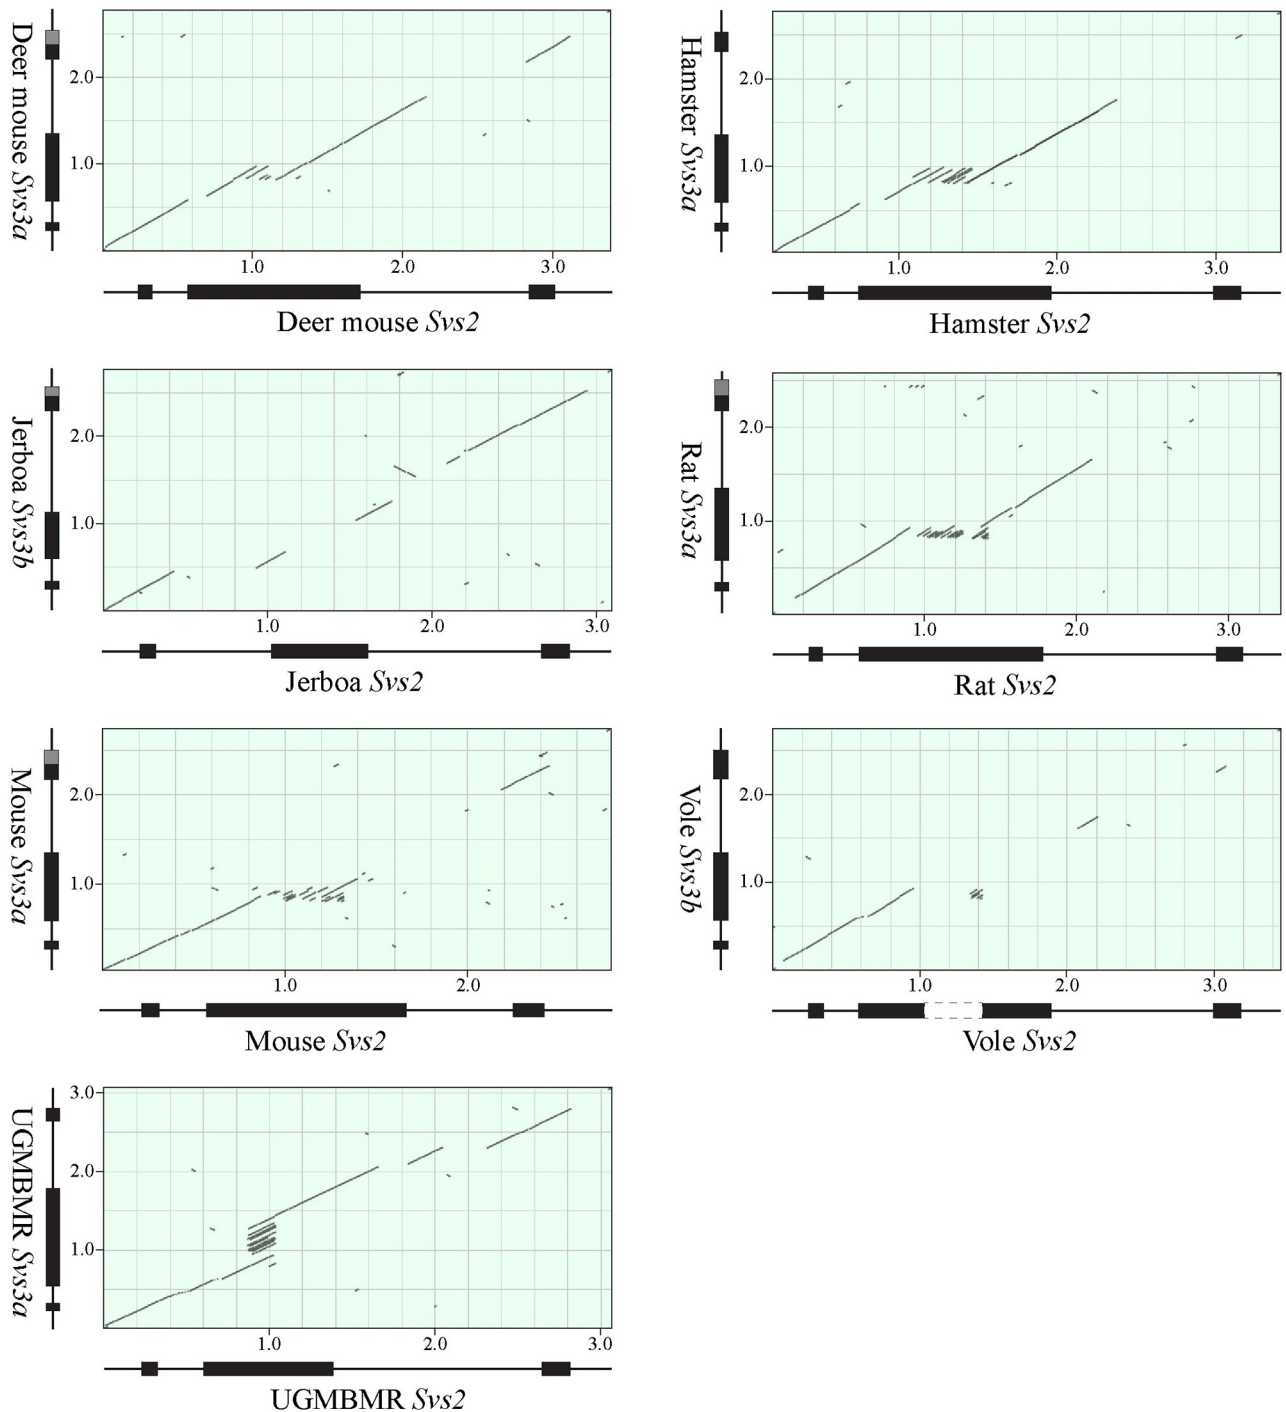 Deer mouse Svs3a
2.0
1.0
1.0 2.0 3.0
Deer mouse Svs2
Hamster Svs3a
2.0
1.0
1.0 2.0 3.0
Hamster Svs2
Jerboa Svs3b
2.0
1.0
1.0 2.0 3.0
Jerboa Svs2
Rat Svs3a
2.0
1.0
1.0 2.0 3.0
Rat Svs2
Mouse Svs3a
2.0
1.0
1.0 2.0
Mouse Svs2
Vole Svs3b
2.0
1.0
1.0 2.0 3.0
Vole Svs2
UGMBMR Svs3a
3.0
2.0
1.0
1.0 2.0 3.0
UGMBMR Svs2